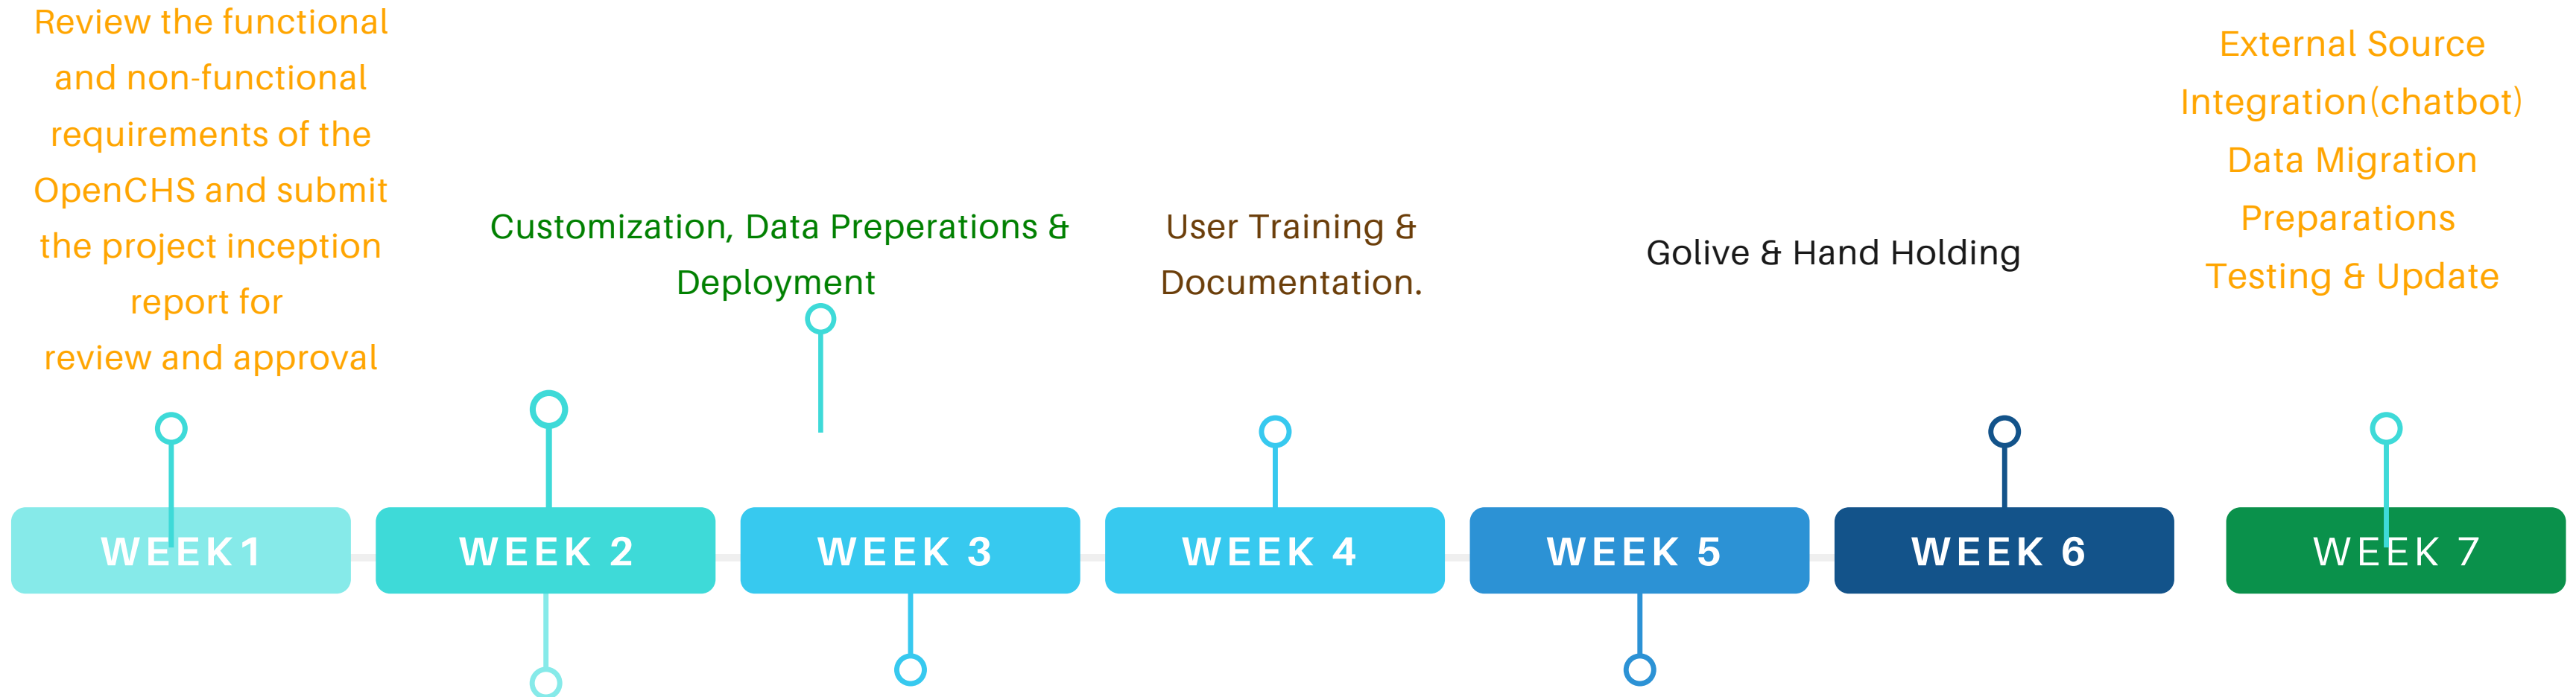 Review the functional
and non-functional
requirements of the
OpenCHS and submit
the project inception
report for
review and approval
Customization, Data Preperations &
Deployment
User Training &
Documentation.
Golive & Hand Holding
External Source
Integration(chatbot)
Data Migration
Preparations
Testing & Update
WEEK1
WEEK 2
WEEK 3
WEEK 4
WEEK 5
WEEK 6
WEEK 7